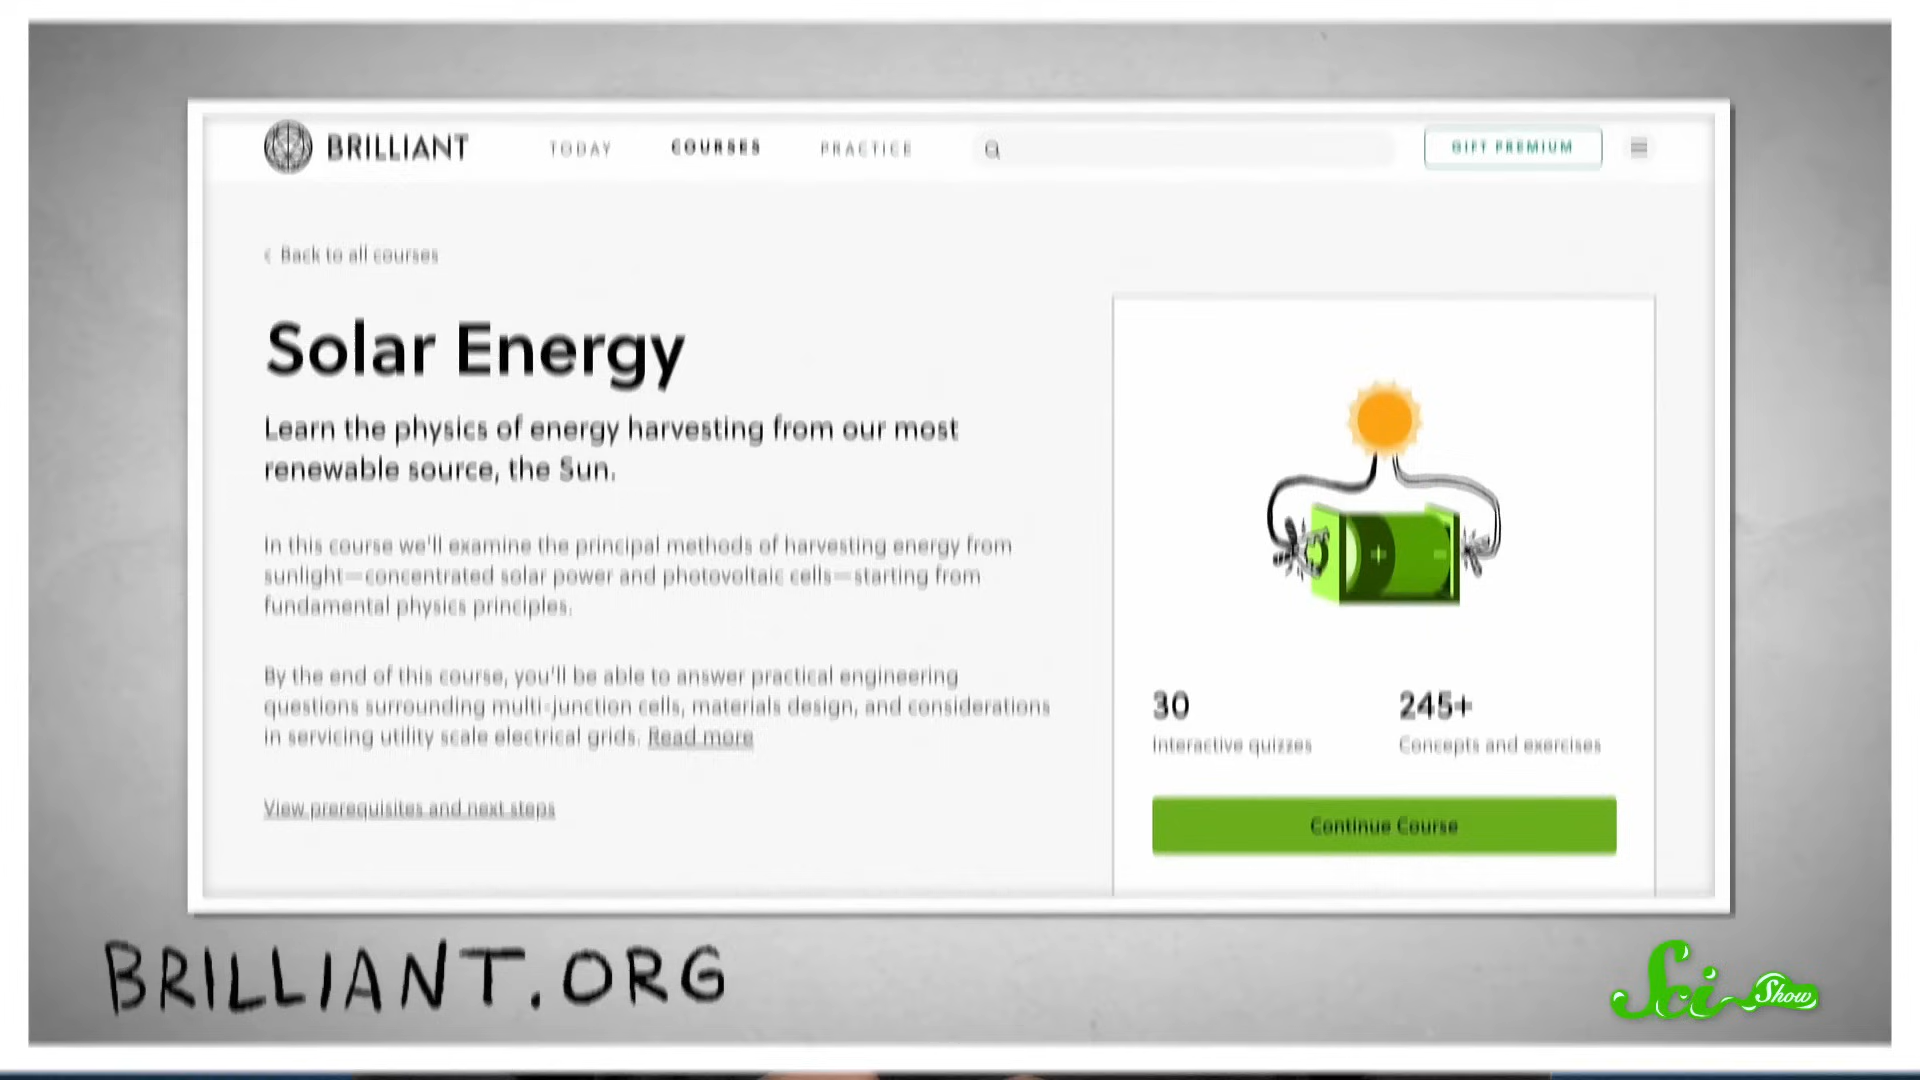 BRILLIANT
TODAY
COURSES
PRACTICE
GIFT PREMIUM
‹ Back to all courses
Solar Energy
Learn the physics of energy harvesting from our most
renewable source, the Sun.
In this course we'll examine the principal methods of harvesting energy from
sunlight—concentrated solar power and photovoltaic cells—starting from
fundamental physics principles.
By the end of this course, you'll be able to answer practical engineering
questions surrounding multi-junction cells, materials design, and considerations
in servicing utility scale electrical grids. Read more
View prerequisites and next steps
30
Interactive quizzes
245+
Concepts and exercises
Continue Course
BRILLIANT.ORG
Sci Show